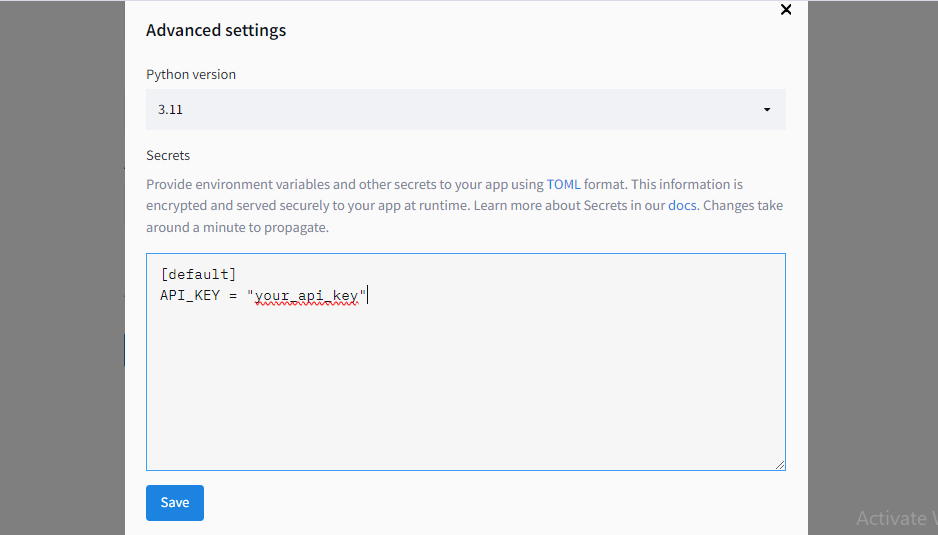 Advanced settings
Python version
3.11
Secrets
Provide environment variables and other secrets to your app using TOML format. This information is
encrypted and served securely to your app at runtime. Learn more about Secrets in our docs. Changes take
around a minute to propagate.
[default]
API_KEY = "your_api_key"
Save
Activate